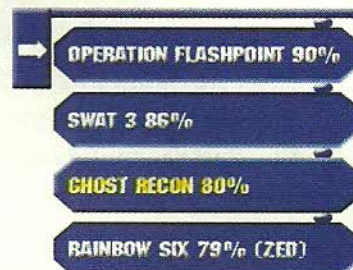 OPERATION FLASHPOINT 90%
SWAT 3 86%
GHOST RECON 80%
RAINBOW SIX 79% (ZED)